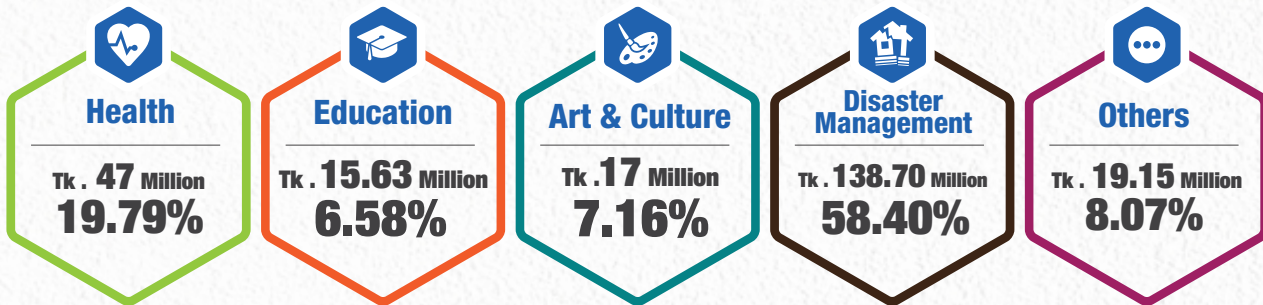 Health
Tk . 47 Million
19.79%
Education
Tk . 15.63 Million
6.58%
Art & Culture
Tk .17 Million
7.16%
Disaster
Management
Tk . 138.70 Million
58.40%
Others
Tk . 19.15 Million
8.07%